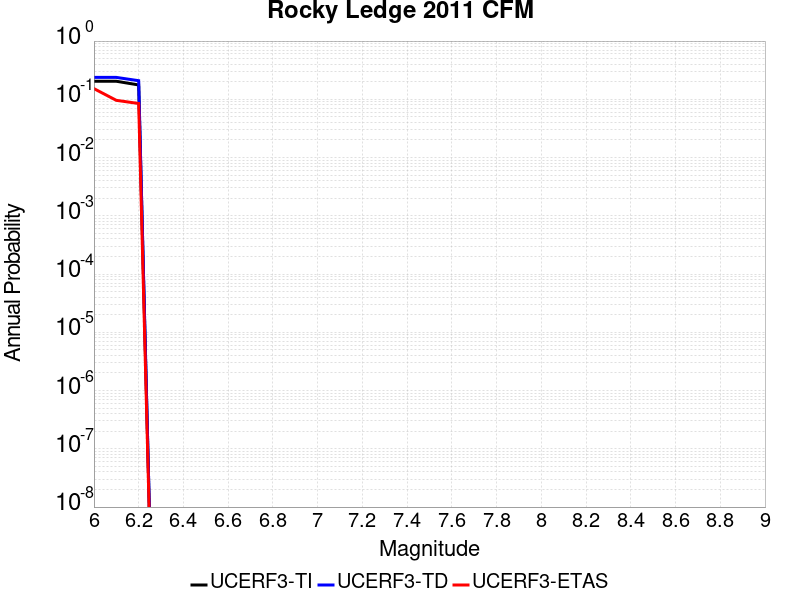 Rocky Ledge 2011 CFM
Annual Probability
10^0
10^-1
10^-2
10^-3
10^-4
10^-5
10^-6
10^-7
10^-8
6 6.2 6.4 6.6 6.8 7 7.2 7.4 7.6 7.8 8 8.2 8.4 8.6 8.8 9
Magnitude
UCERF3-TI UCERF3-TD UCERF3-ETAS